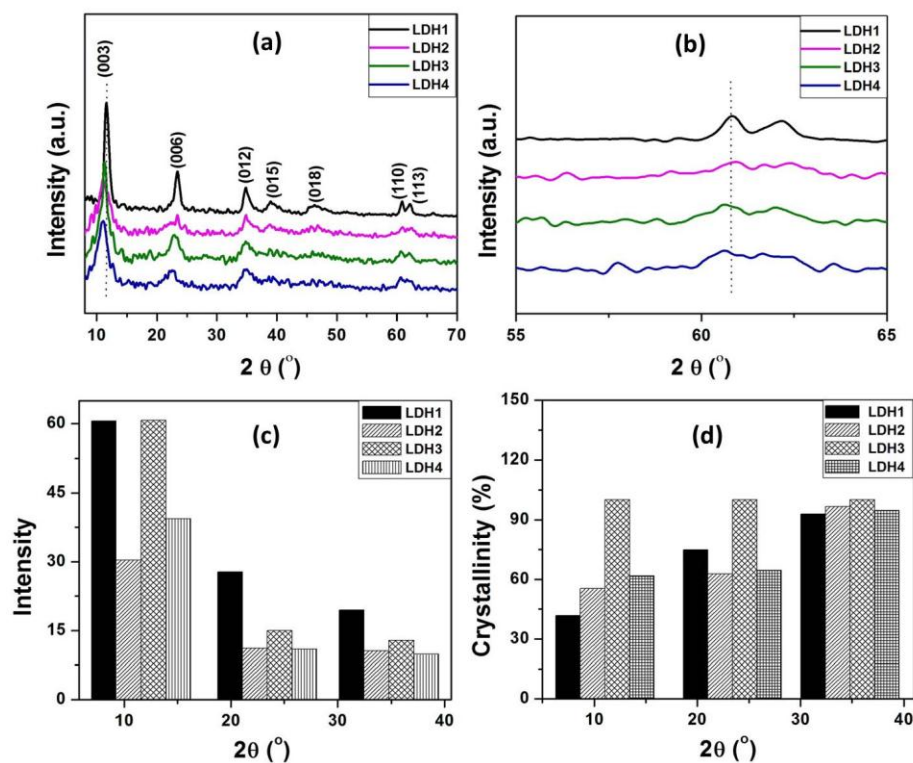 (a)
LDH1
LDH2
LDH3
LDH4
(003)
(006)
(012)
(015)
(018)
(110)
(113)
Intensity (a.u.)
10 20 30 40 50 60 70
2 θ (°)
(b)
LDH1
LDH2
LDH3
LDH4
Intensity (a.u.)
55 60 65
2 θ (°)
(c)
LDH1
LDH2
LDH3
LDH4
Intensity
60
45
30
15
0
10 20 30 40
2θ (°)
(d)
LDH1
LDH2
LDH3
LDH4
Crystallinity (%)
150
120
90
60
30
0
10 20 30 40
2θ (°)